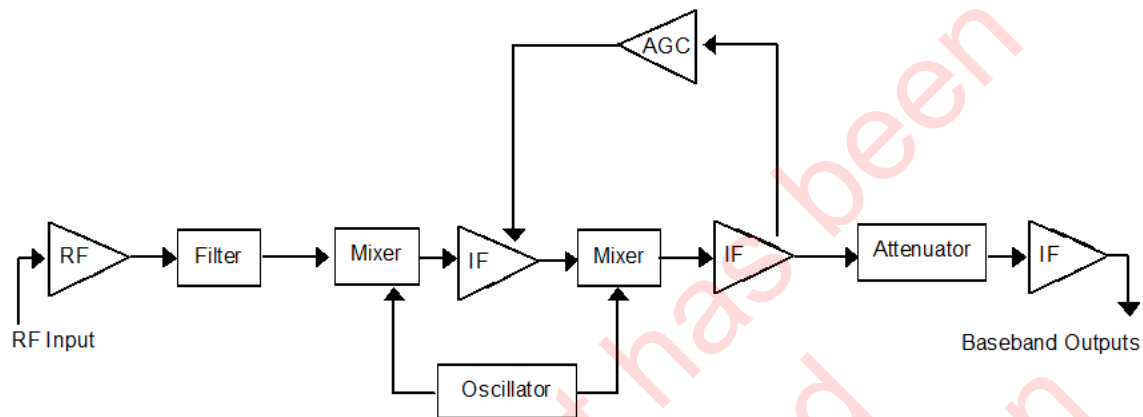 AGC
RF
Filter
Mixer
IF
Mixer
IF
Attenuator
IF
RF Input
Oscillator
Baseband Outputs
t has been